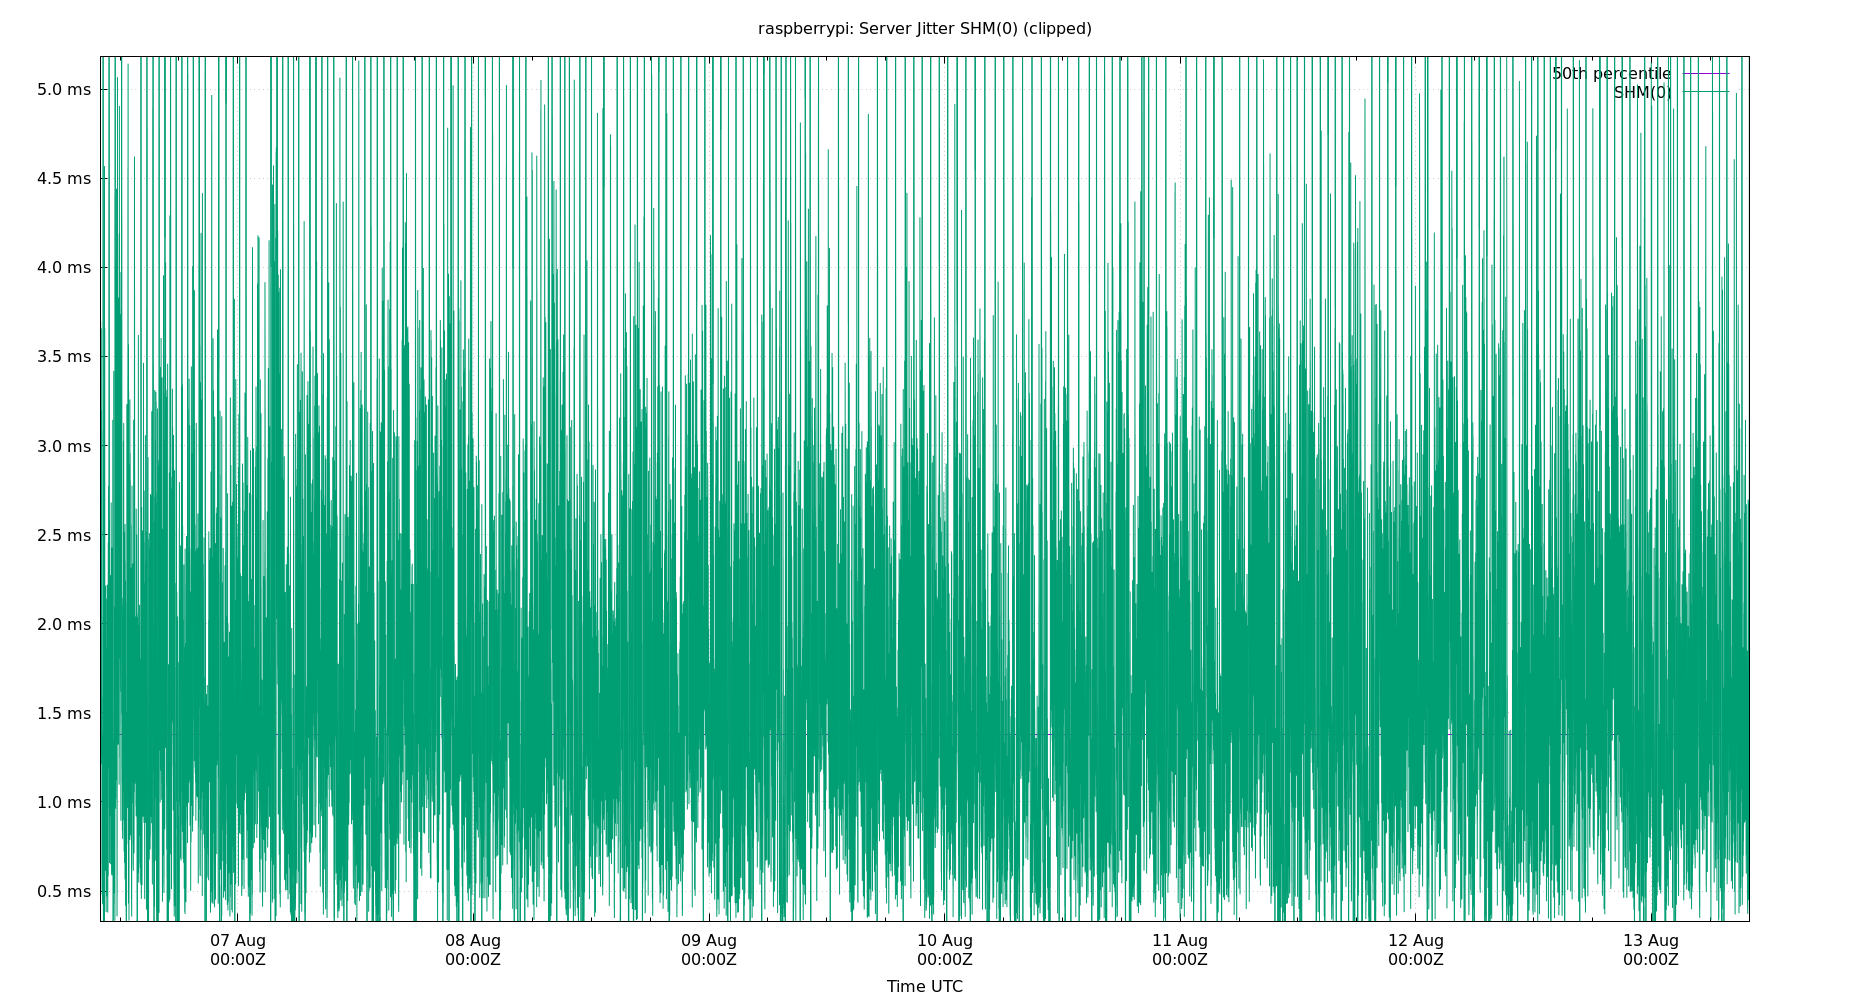 raspberrypi: Server Jitter SHM(0) (clipped)
50th percentile
SHM(0)
5.0 ms
4.5 ms
4.0 ms
3.5 ms
3.0 ms
2.5 ms
2.0 ms
1.5 ms
1.0 ms
0.5 ms
07 Aug 08 Aug 09 Aug 10 Aug 11 Aug 12 Aug 13 Aug
00:00Z 00:00Z 00:00Z 00:00Z 00:00Z 00:00Z 00:00Z
Time UTC